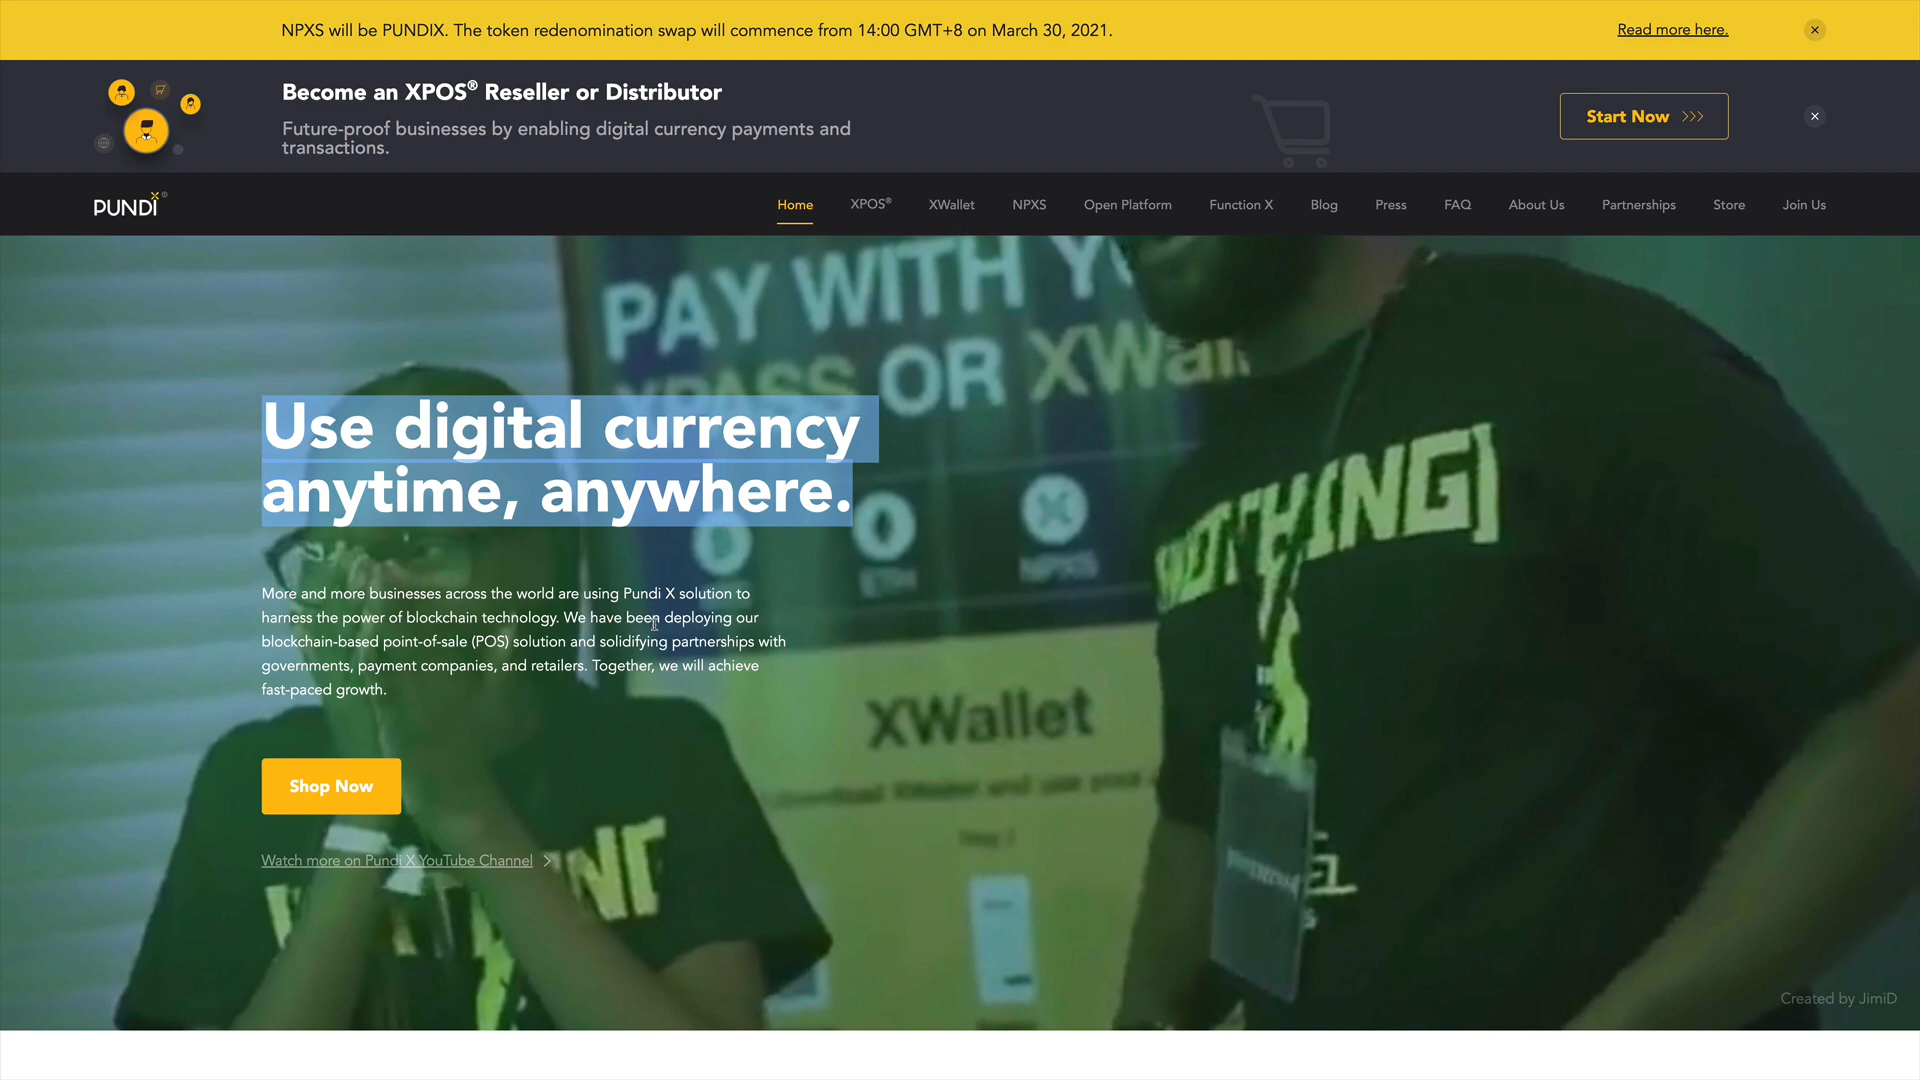 NPXS will be PUNDIX. The token redenomination swap will commence from 14:00 GMT+8 on March 30, 2021.
Read more here.
Become an XPOS® Reseller or Distributor
Future-proof businesses by enabling digital currency payments and
transactions.
Start Now
PUNDI X®
Home XPOS® XWallet NPXS Open Platform Function X Blog Press FAQ About Us Partnerships Store Join Us
PAY WITH
XPASS OR XWall
Use digital currency
anytime, anywhere.
ETH
NPXS
More and more businesses across the world are using Pundi X solution to
harness the power of blockchain technology. We have been deploying our
blockchain-based point-of-sale (POS) solution and solidifying partnerships with
governments, payment companies, and retailers. Together, we will achieve
fast-paced growth.
XWallet
Shop Now
Watch more on Pundi X YouTube Channel
Created by JimiD